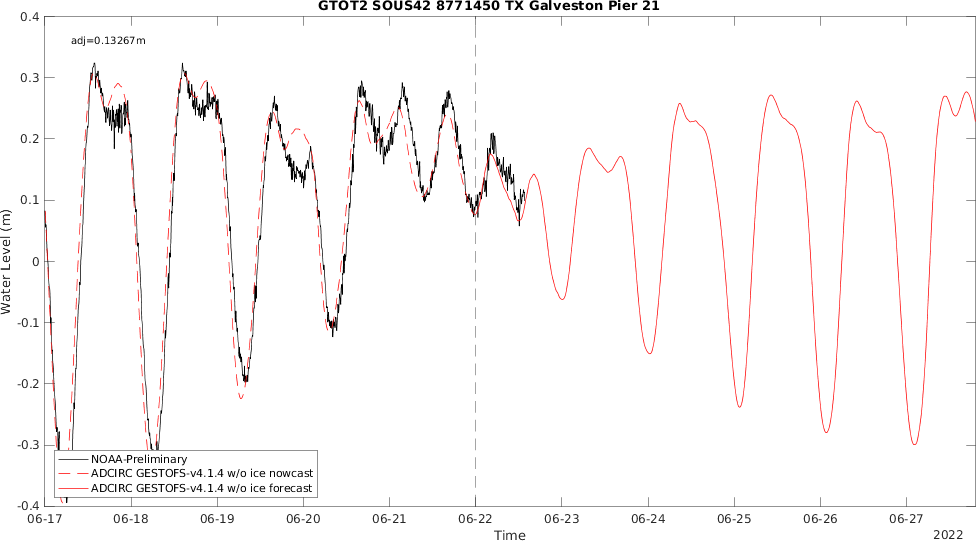 GTOT2 SOUS42 8771450 TX Galveston Pier 21
adj=0.13267m
0.4
0.3
0.2
0.1
0
-0.1
-0.2
-0.3
-0.4
Water Level (m)
NOAA-Preliminary
ADCIRC GESTOFS-v4.1.4 w/o ice nowcast
ADCIRC GESTOFS-v4.1.4 w/o ice forecast
06-17 06-18 06-19 06-20 06-21 06-22 06-23 06-24 06-25 06-26 06-27
Time
2022